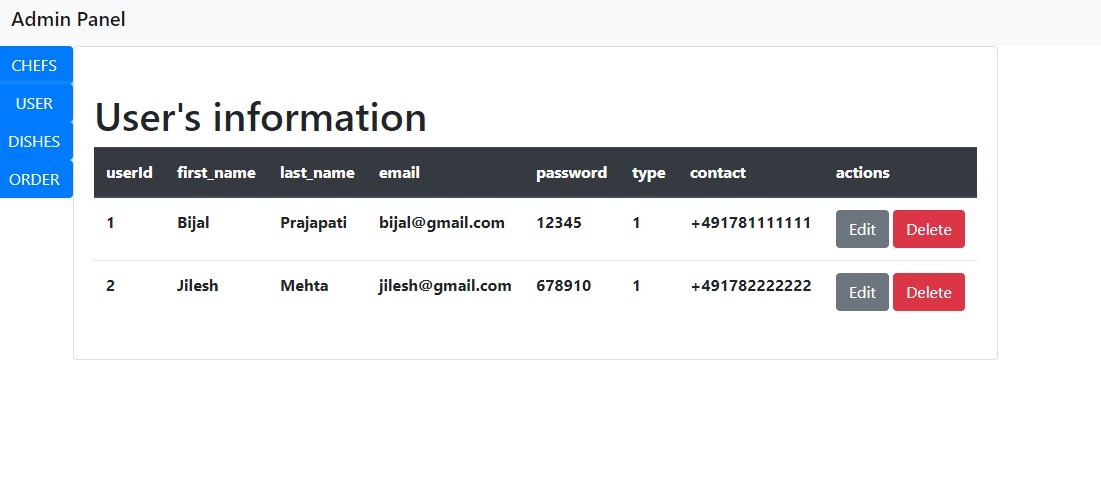 Admin Panel
CHEFS
USER
DISHES
ORDER
User's information
userId first_name last_name email password type contact actions
1 Bijal Prajapati bijal@gmail.com 12345 1 +491781111111 Edit Delete
2 Jilesh Mehta jilesh@gmail.com 678910 1 +491782222222 Edit Delete